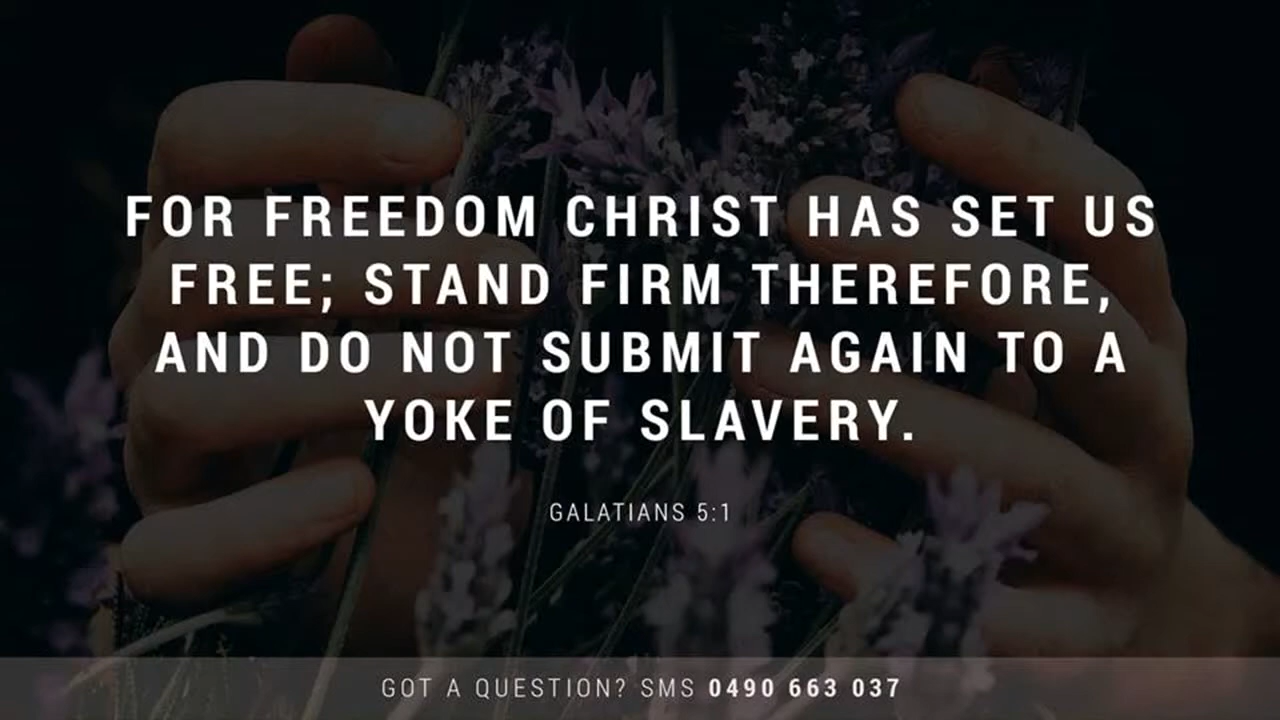 FOR FREEDOM CHRIST HAS SET US
FREE; STAND FIRM THEREFORE,
AND DO NOT SUBMIT AGAIN TO A
YOKE OF SLAVERY.
GALATIANS 5:1
GOT A QUESTION? SMS 0490 663 037